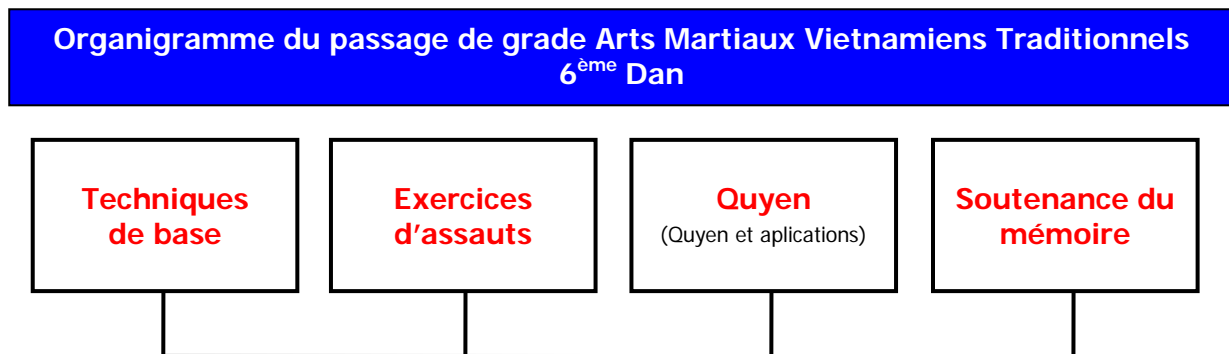 Organigramme du passage de grade Arts Martiaux Vietnamiens Traditionnels
6ème Dan
Techniques
de base
Exercices
d'assauts
Quyen
(Quyen et aplications)
Soutenance du
mémoire